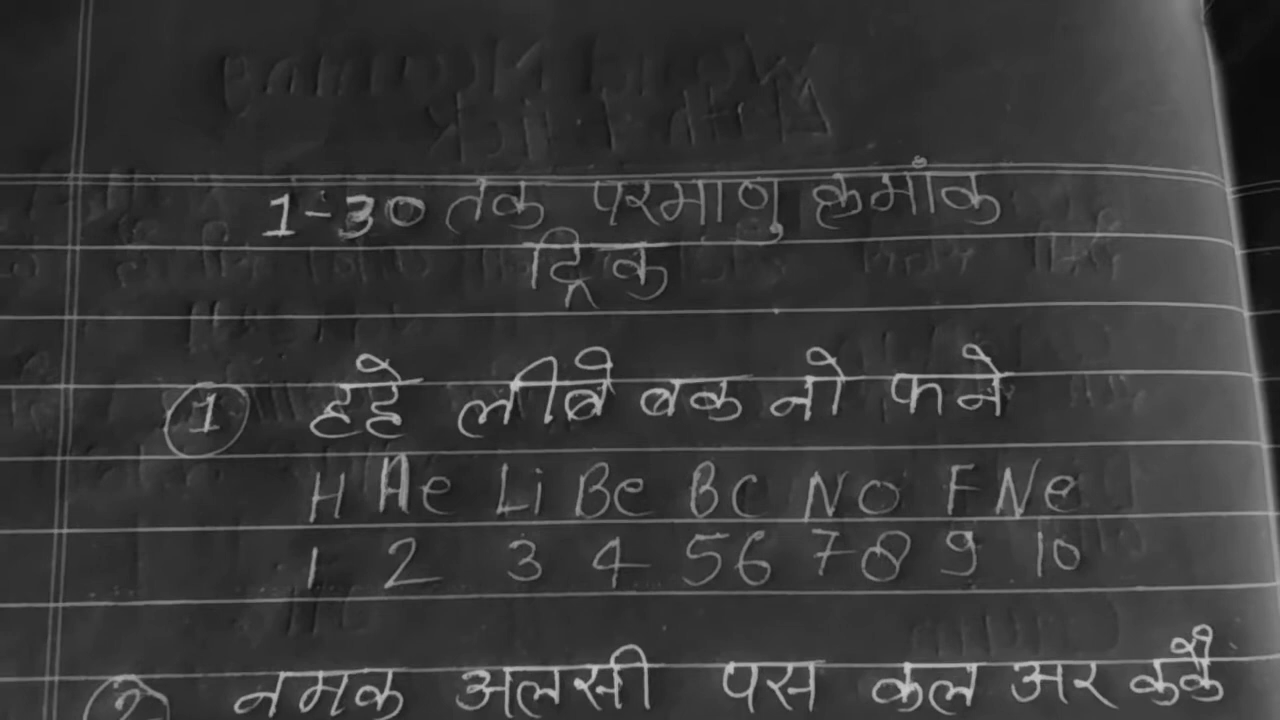 1-30 तक परमाणु क्रमांक
ट्रिक
1 हहे लीबे बक नो फने
H He Li Be B C N O F Ne
1 2 3 4 5 6 7 8 9 10
2 नमक अलसी पस कल अर ककै